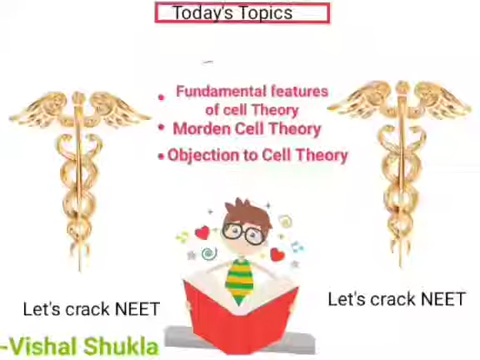 Today's Topics
• Fundamental features
of cell Theory
• Morden Cell Theory
• Objection to Cell Theory
Let's crack NEET
Let's crack NEET
-Vishal Shukla